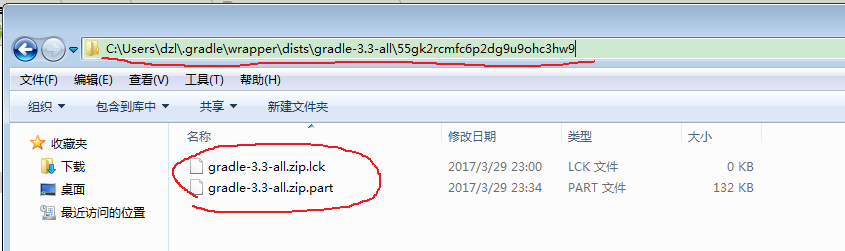 C:\Users\dzl\.gradle\wrapper\dists\gradle-3.3-all\55gk2rcmfc6p2dg9u9ohc3hw9
文件(F) 编辑(E) 查看(V) 工具(T) 帮助(H)
组织 包含到库中 共享 新建文件夹
收藏夹
下载
桌面
最近访问的位置
名称 修改日期 类型 大小
gradle-3.3-all.zip.lck 2017/3/29 23:00 LCK 文件 0 KB
gradle-3.3-all.zip.part 2017/3/29 23:34 PART 文件 132 KB